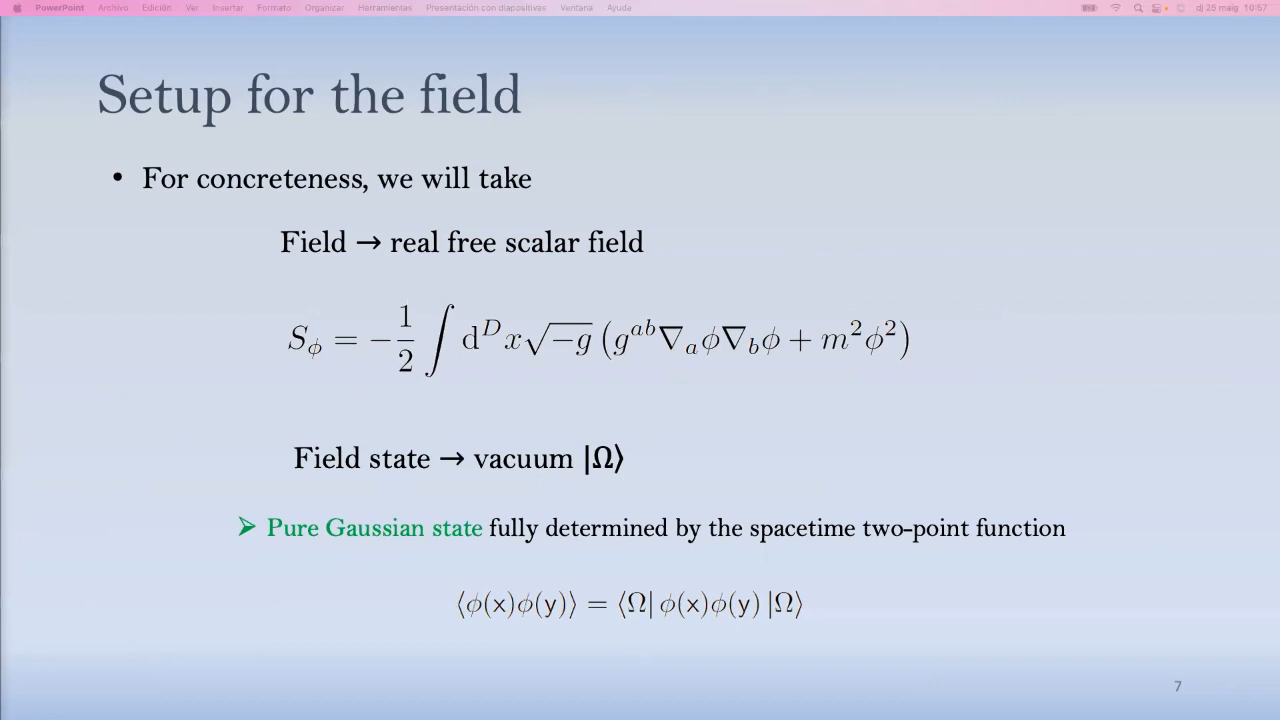 PowerPoint Archivo Edición Ver Insertar Formato Organizar Herramientas Presentación con diapositivas Ventana Ayuda dj 25 maig 10:57
Setup for the field
• For concreteness, we will take
Field → real free scalar field
S_ϕ = −1/2 ∫ d^D x √−g (g^{ab} ∇_a ϕ ∇_b ϕ + m² ϕ²)
Field state → vacuum |Ω⟩
➢ Pure Gaussian state fully determined by the spacetime two-point function
⟨ϕ(x)ϕ(y)⟩ = ⟨Ω| ϕ(x)ϕ(y) |Ω⟩
7